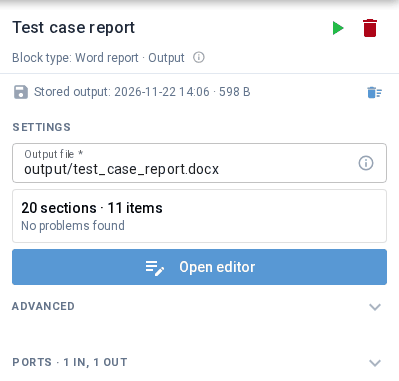 Test case report
Block type: Word report · Output
Stored output: 2026-11-22 14:06 · 598 B
SETTINGS
Output file *
output/test_case_report.docx
20 sections · 11 items
No problems found
Open editor
ADVANCED
PORTS · 1 IN, 1 OUT